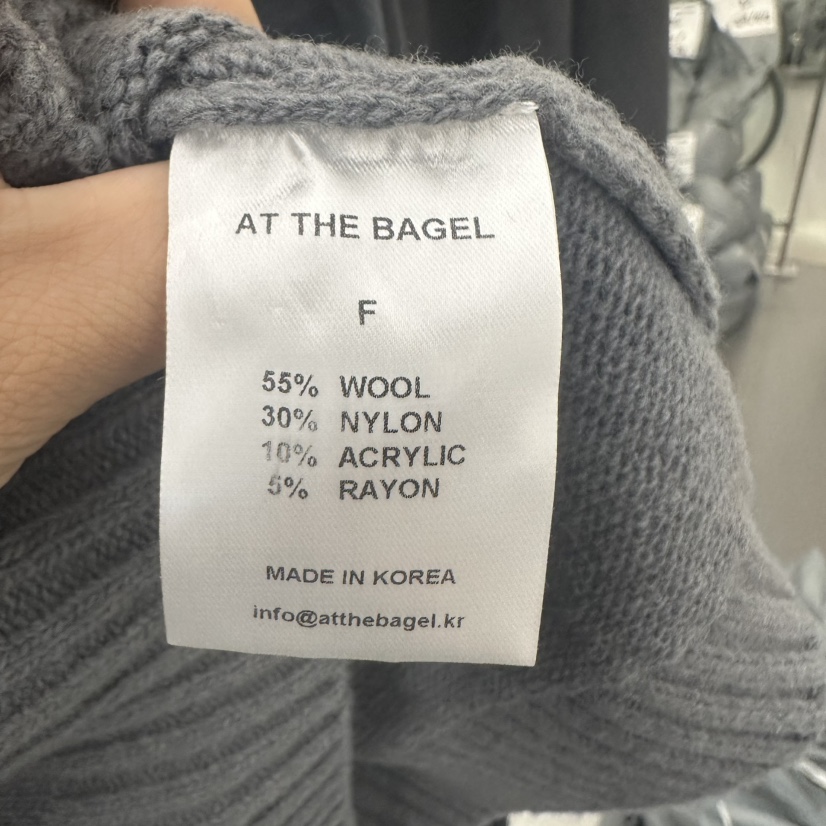 AT THE BAGEL
F
55% WOOL
30% NYLON
10% ACRYLIC
5% RAYON
MADE IN KOREA
info@atthebagel.kr